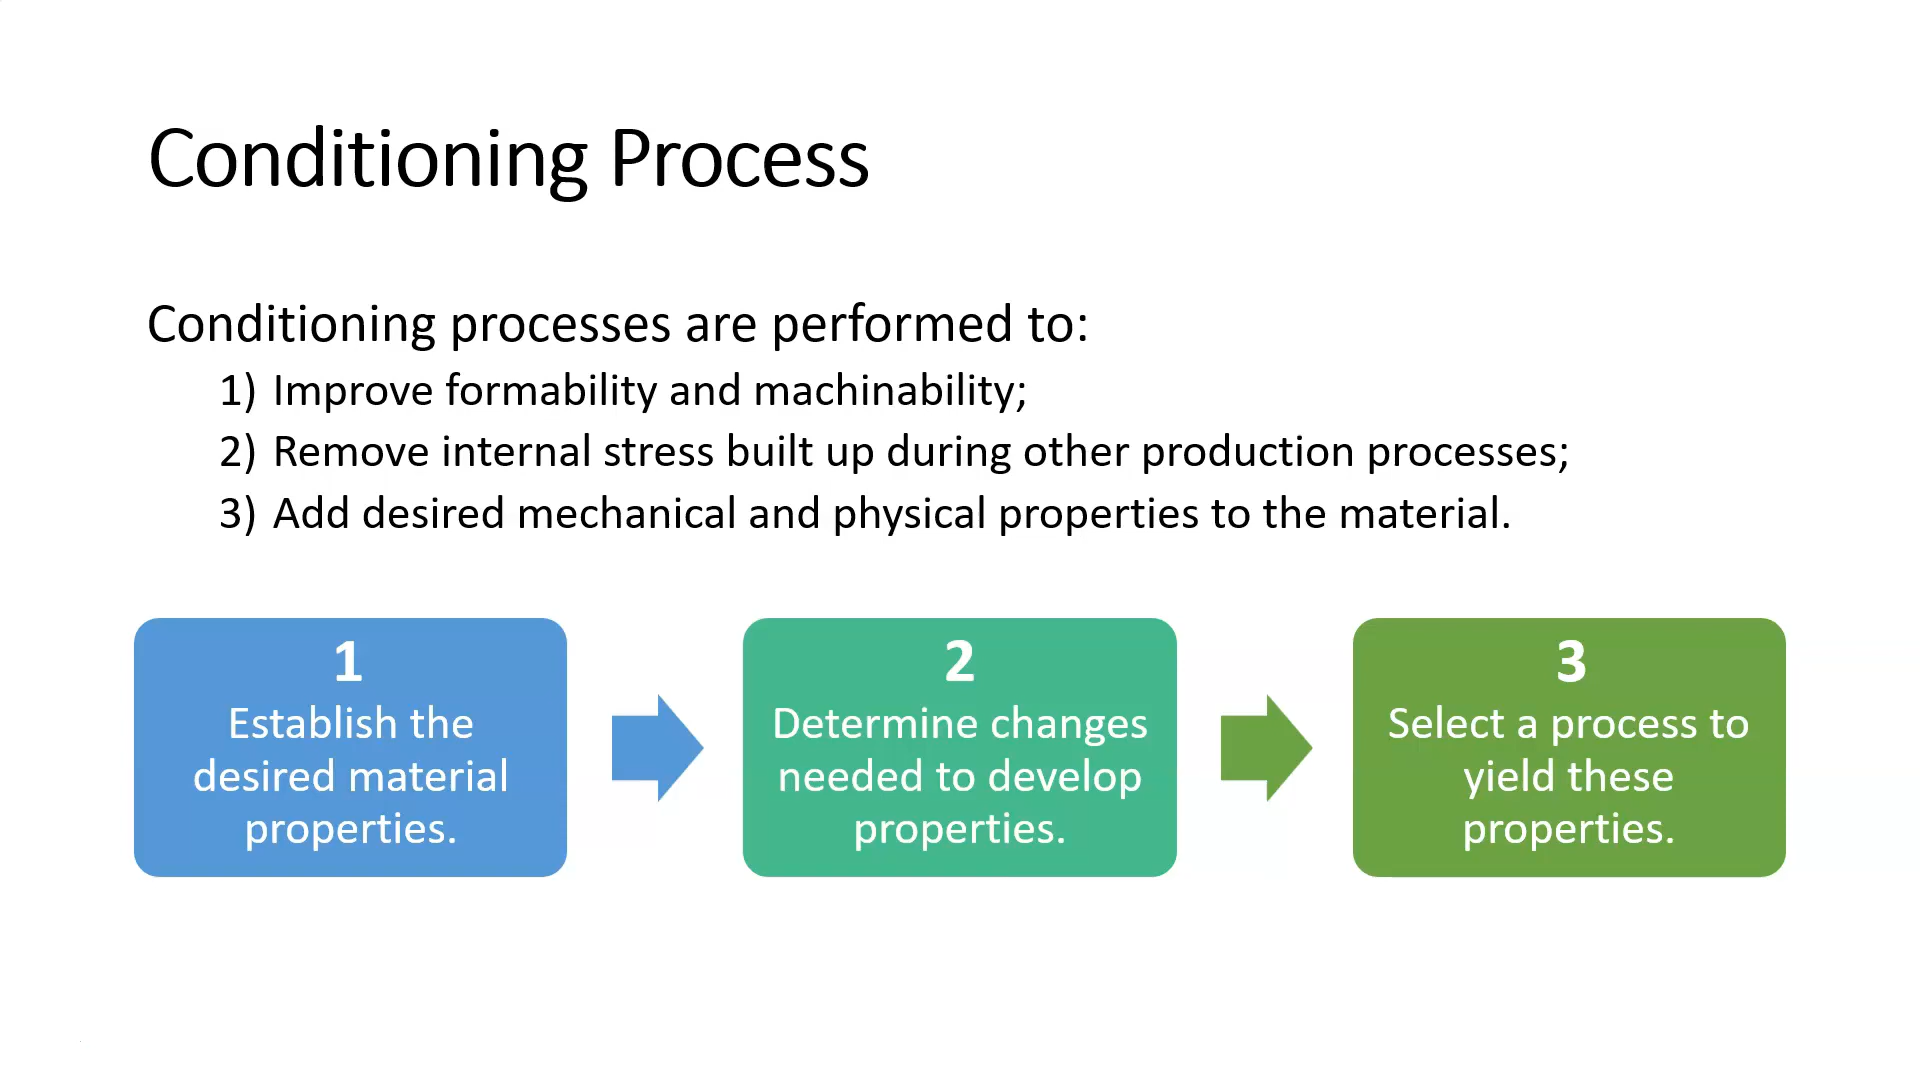 Conditioning Process
Conditioning processes are performed to:
1) Improve formability and machinability;
2) Remove internal stress built up during other production processes;
3) Add desired mechanical and physical properties to the material.
1
Establish the
desired material
properties.
2
Determine changes
needed to develop
properties.
3
Select a process to
yield these
properties.